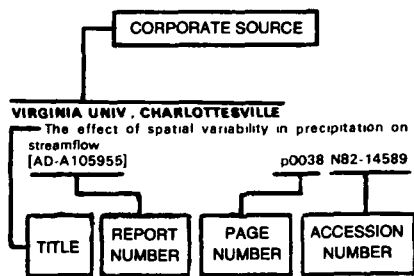 CORPORATE SOURCE
VIRGINIA UNIV, CHARLOTTESVILLE
The effect of spatial variability in precipitation on
streamflow
[AD-A105955] p0038 N82-14589
TITLE
REPORT NUMBER
PAGE NUMBER
ACCESSION NUMBER